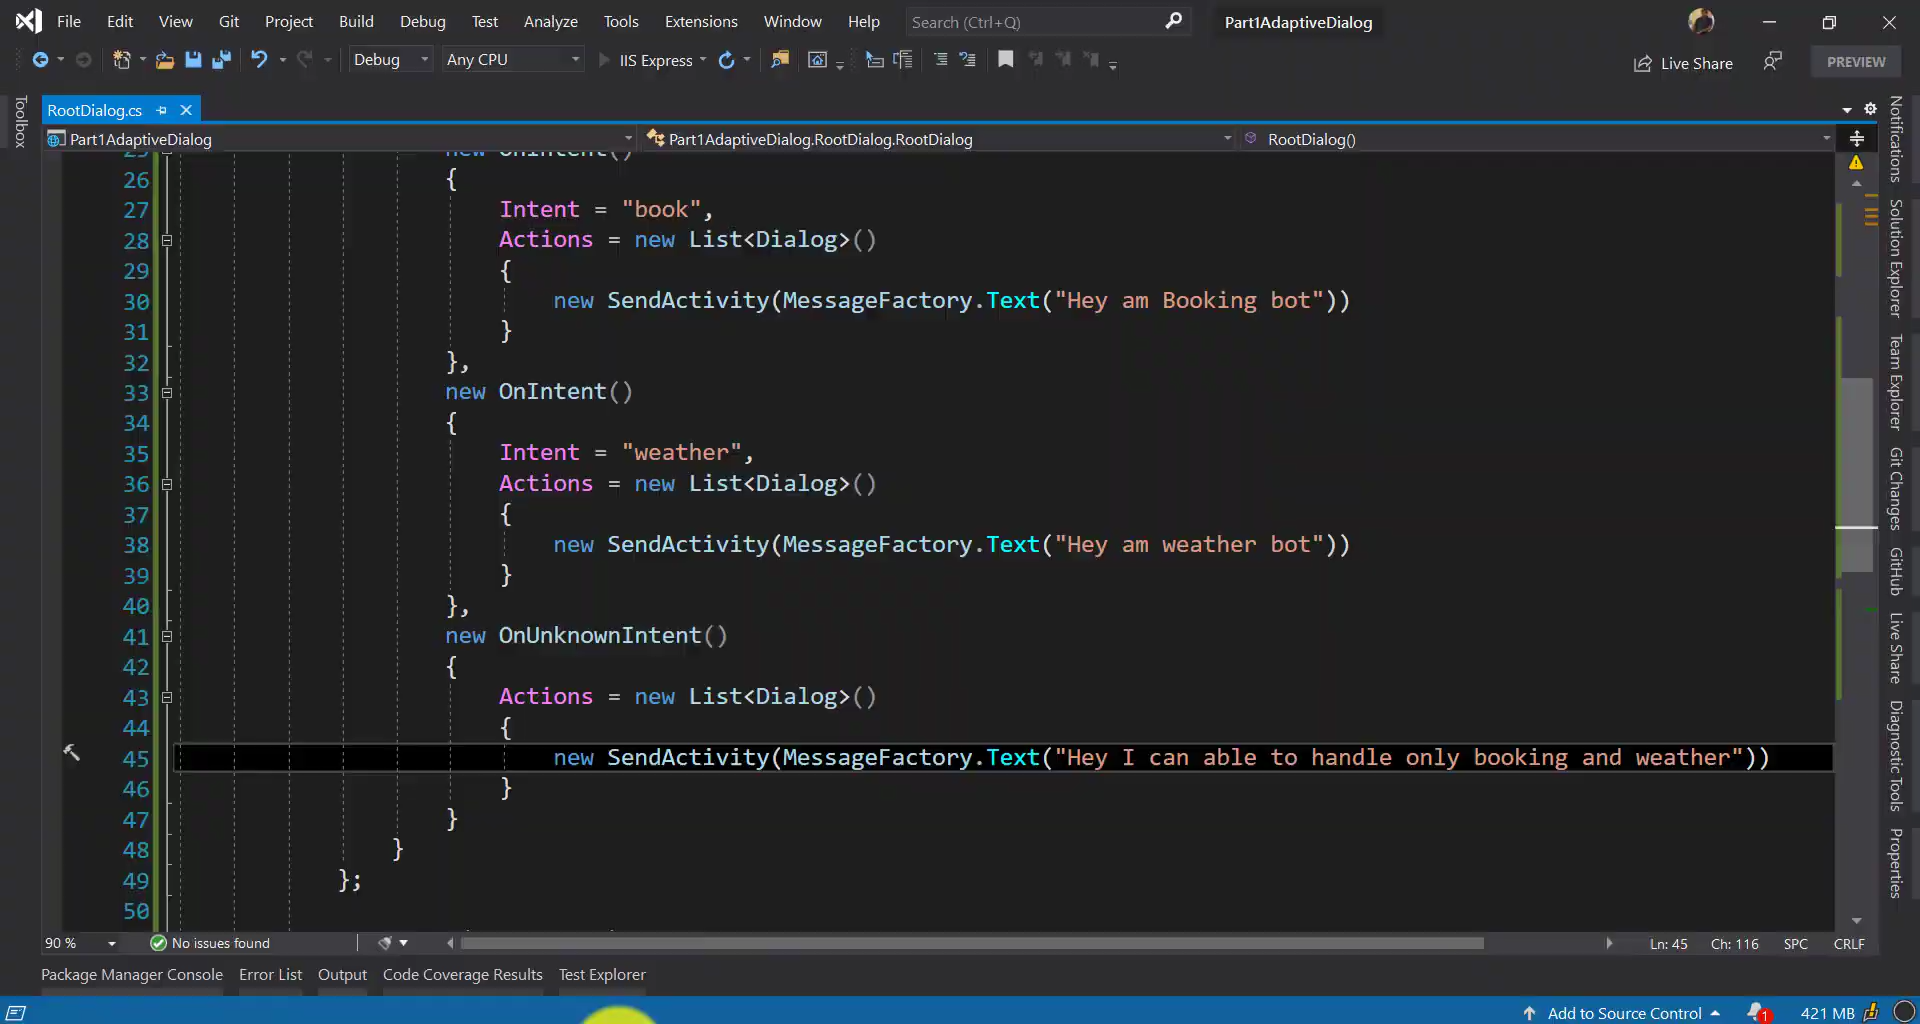 File Edit View Git Project Build Debug Test Analyze Tools Extensions Window Help Search (Ctrl+Q) Part1AdaptiveDialog
Debug Any CPU IIS Express Live Share PREVIEW
RootDialog.cs
Part1AdaptiveDialog Part1AdaptiveDialog.RootDialog.RootDialog RootDialog()
25 new OnIntent()
26 {
27 Intent = "book",
28 Actions = new List<Dialog>()
29 {
30 new SendActivity(MessageFactory.Text("Hey am Booking bot"))
31 }
32 },
33 new OnIntent()
34 {
35 Intent = "weather",
36 Actions = new List<Dialog>()
37 {
38 new SendActivity(MessageFactory.Text("Hey am weather bot"))
39 }
40 },
41 new OnUnknownIntent()
42 {
43 Actions = new List<Dialog>()
44 {
45 new SendActivity(MessageFactory.Text("Hey I can able to handle only booking and weather"))
46 }
47 }
48 }
49 };
50
90 % No issues found Ln: 45 Ch: 116 SPC CRLF
Package Manager Console Error List Output Code Coverage Results Test Explorer
Add to Source Control 1 421 MB
Toolbox
Notifications
Solution Explorer
Team Explorer
Git Changes
GitHub
Live Share
Diagnostic Tools
Properties